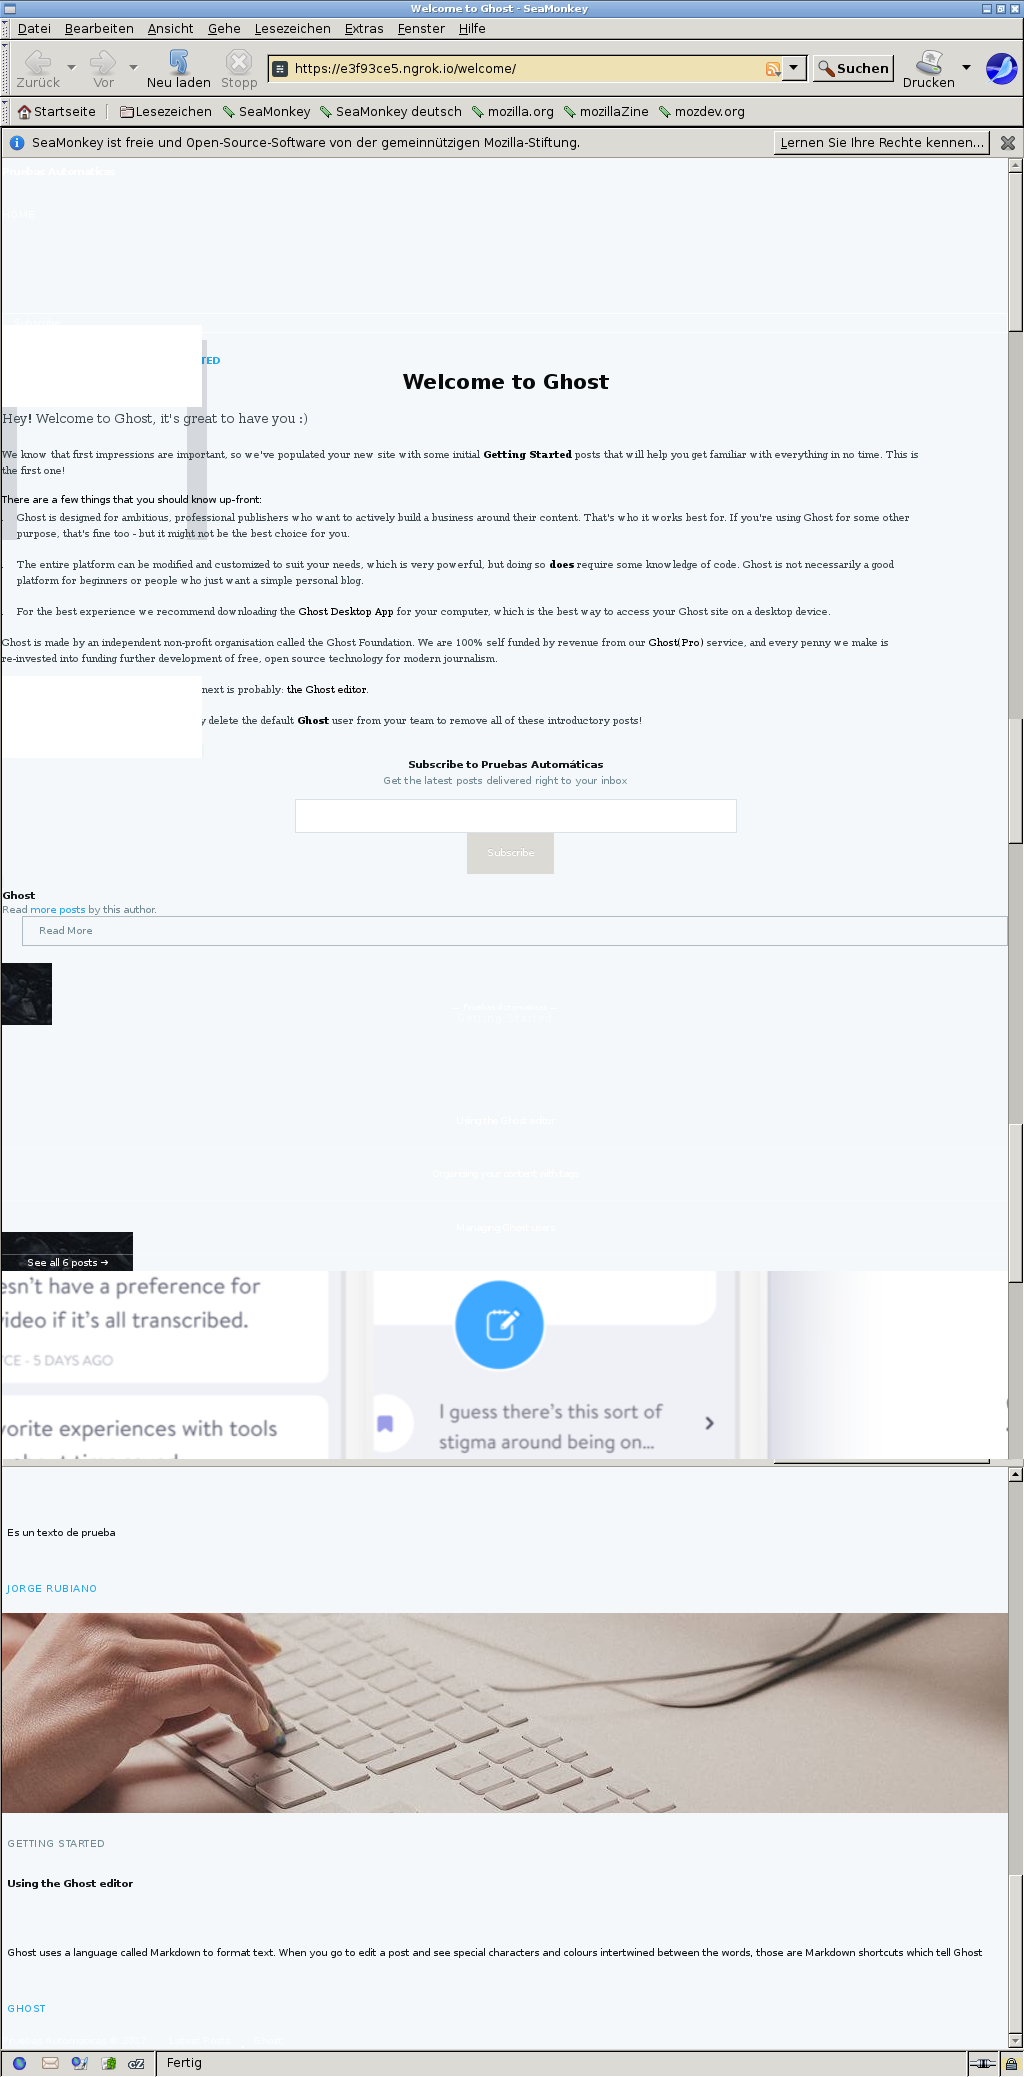 Welcome to Ghost - SeaMonkey
Datei Bearbeiten Ansicht Gehe Lesezeichen Extras Fenster Hilfe
Zurück Vor Neu laden Stopp https://e3f93ce5.ngrok.io/welcome/ Suchen Drucken
Startseite Lesezeichen SeaMonkey SeaMonkey deutsch mozilla.org mozillaZine mozdev.org
SeaMonkey ist freie und Open-Source-Software von der gemeinnützigen Mozilla-Stiftung. Lernen Sie Ihre Rechte kennen...
Pruebas Automáticas
HOME
TED
Welcome to Ghost
Hey! Welcome to Ghost, it's great to have you :)
We know that first impressions are important, so we've populated your new site with some initial Getting Started posts that will help you get familiar with everything in no time. This is
the first one!
There are a few things that you should know up-front:
Ghost is designed for ambitious, professional publishers who want to actively build a business around their content. That's who it works best for. If you're using Ghost for some other
purpose, that's fine too - but it might not be the best choice for you.
The entire platform can be modified and customized to suit your needs, which is very powerful, but doing so does require some knowledge of code. Ghost is not necessarily a good
platform for beginners or people who just want a simple personal blog.
For the best experience we recommend downloading the Ghost Desktop App for your computer, which is the best way to access your Ghost site on a desktop device.
Ghost is made by an independent non-profit organisation called the Ghost Foundation. We are 100% self funded by revenue from our Ghost(Pro) service, and every penny we make is
re-invested into funding further development of free, open source technology for modern journalism.
next is probably: the Ghost editor.
y delete the default Ghost user from your team to remove all of these introductory posts!
Subscribe to Pruebas Automáticas
Get the latest posts delivered right to your inbox
Subscribe
Ghost
Read more posts by this author.
Read More
— Pruebas Automáticas —
Using the Ghost editor
Organising your content with tags
Managing Ghost users
See all 6 posts →
esn't have a preference for
video if it's all transcribed.
CE - 5 DAYS AGO
vorite experiences with tools
I guess there's this sort of
stigma around being on...
Es un texto de prueba
JORGE RUBIANO
GETTING STARTED
Using the Ghost editor
Ghost uses a language called Markdown to format text. When you go to edit a post and see special characters and colours intertwined between the words, those are Markdown shortcuts which tell Ghost
GHOST
Fertig